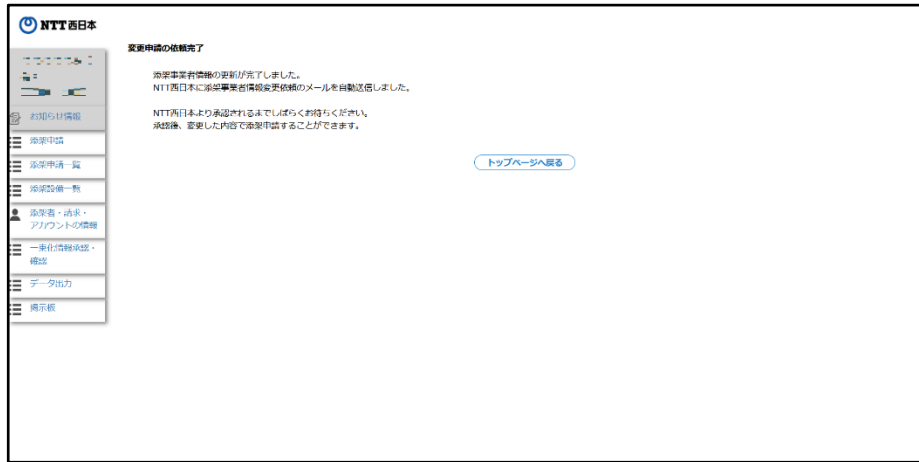 NTT西日本
変更申請の依頼完了
添架事業者情報の更新が完了しました。
NTT西日本に添架事業者情報変更依頼のメールを自動送信しました。
NTT西日本より承認されるまでしばらくお待ちください。
承認後、変更した内容で添架申請することができます。
トップページへ戻る
お知らせ情報
添架申請
添架申請一覧
添架設備一覧
添架者・請求・
アカウントの情報
一束化情報承認・
確認
データ出力
掲示板